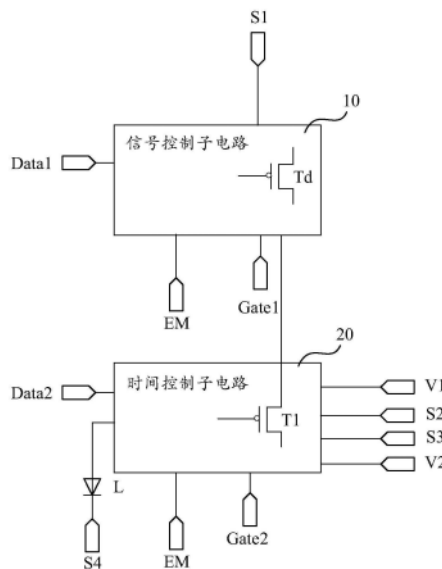 S1
10
信号控制子电路
Data1
Td
Gate1
EM
20
Data2
时间控制子电路
V1
T1
S2
S3
V2
L
S4
EM
Gate2